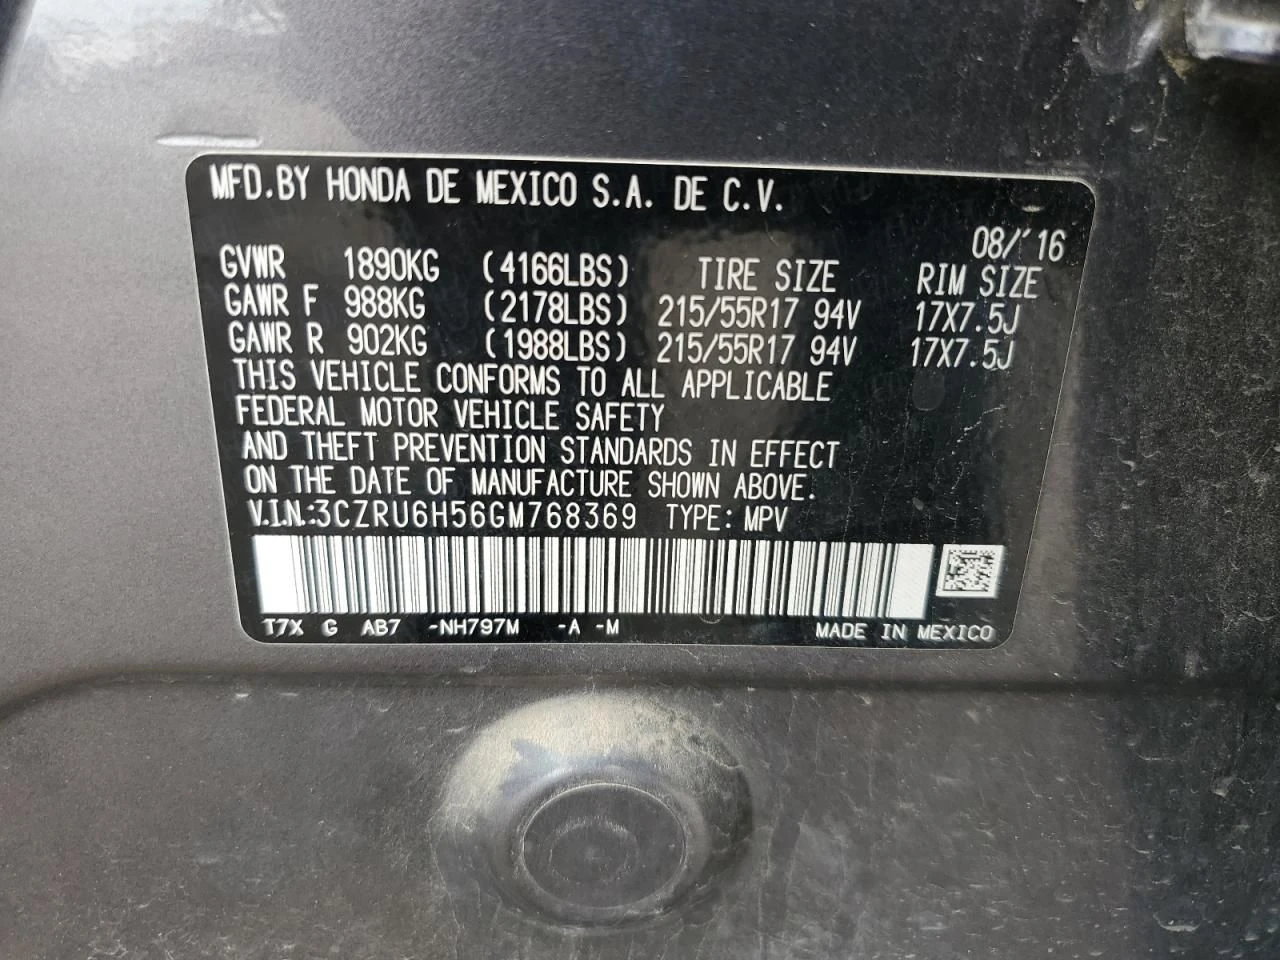 MFD.BY HONDA DE MEXICO S.A. DE C.V.
08/'16
GVWR 1890KG (4166LBS) TIRE SIZE RIM SIZE
GAWR F 988KG (2178LBS) 215/55R17 94V 17X7.5J
GAWR R 902KG (1988LBS) 215/55R17 94V 17X7.5J
THIS VEHICLE CONFORMS TO ALL APPLICABLE
FEDERAL MOTOR VEHICLE SAFETY
AND THEFT PREVENTION STANDARDS IN EFFECT
ON THE DATE OF MANUFACTURE SHOWN ABOVE.
V.I.N.:3CZRU6H56GM768369 TYPE: MPV
T7X G AB7 -NH797M -A -M MADE IN MEXICO